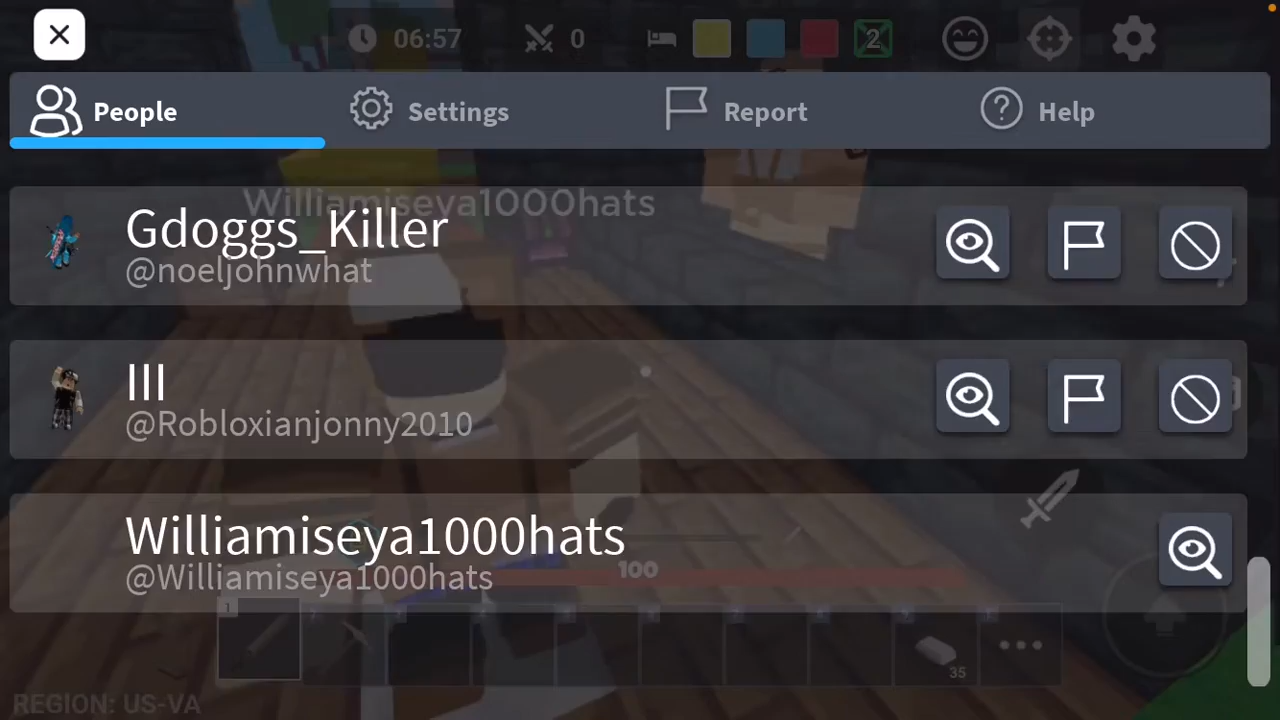 06:57
0
2
People
Settings
Report
Help
Williamiseya1000hats
Gdoggs_Killer
@noeljohnwhat
@Robloxianjonny2010
Williamiseya1000hats
@Williamiseya1000hats
100
1
35
REGION: US-VA